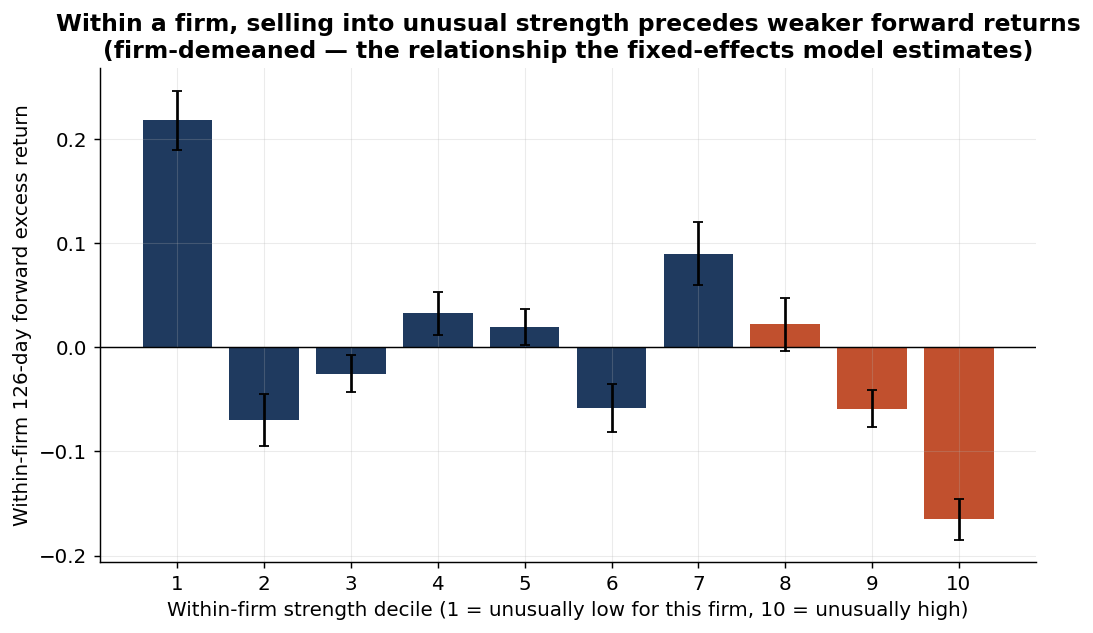 Within a firm, selling into unusual strength precedes weaker forward returns
(firm-demeaned — the relationship the fixed-effects model estimates)
Within-firm 126-day forward excess return
0.2
0.1
0.0
−0.1
−0.2
1 2 3 4 5 6 7 8 9 10
Within-firm strength decile (1 = unusually low for this firm, 10 = unusually high)